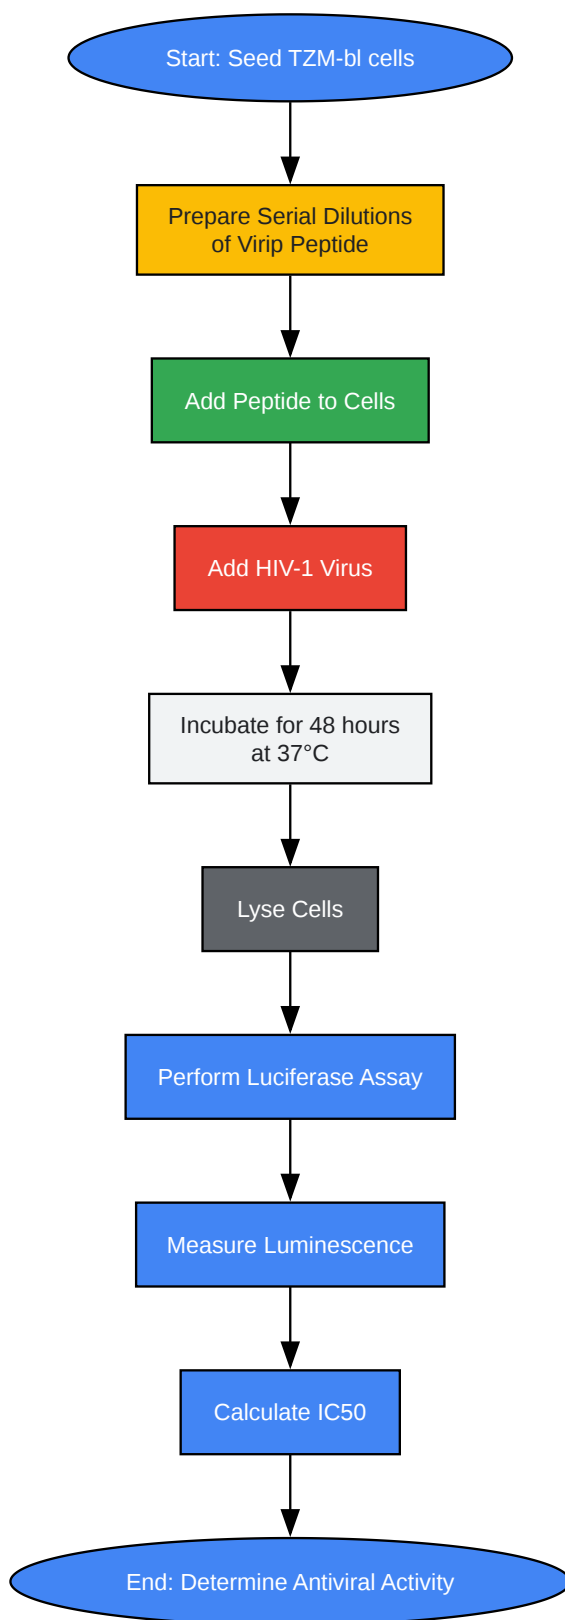 Start: Seed TZM-bl cells
Prepare Serial Dilutions
of Virip Peptide
Add Peptide to Cells
Add HIV-1 Virus
Incubate for 48 hours
at 37°C
Lyse Cells
Perform Luciferase Assay
Measure Luminescence
Calculate IC50
End: Determine Antiviral Activity